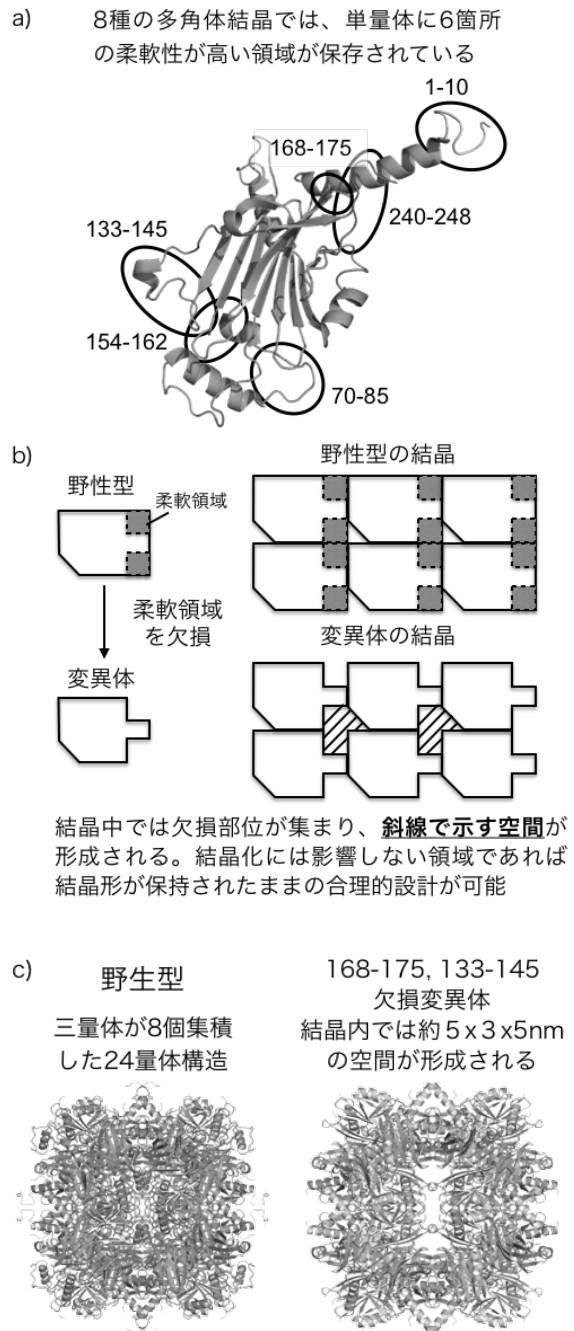 a)
8種の多角体結晶では、単量体に6箇所
の柔軟性が高い領域が保存されている
1-10
168-175
240-248
133-145
154-162
70-85
b)
野性型の結晶
野性型
柔軟領域
柔軟領域
を欠損
変異体の結晶
変異体
結晶中では欠損部位が集まり、斜線で示す空間が
形成される。結晶化には影響しない領域であれば
結晶形が保持されたままの合理的設計が可能
c)
野生型
三量体が8個集積
した24量体構造
168-175, 133-145
欠損変異体
結晶内では約 5 x 3 x5nm
の空間が形成される